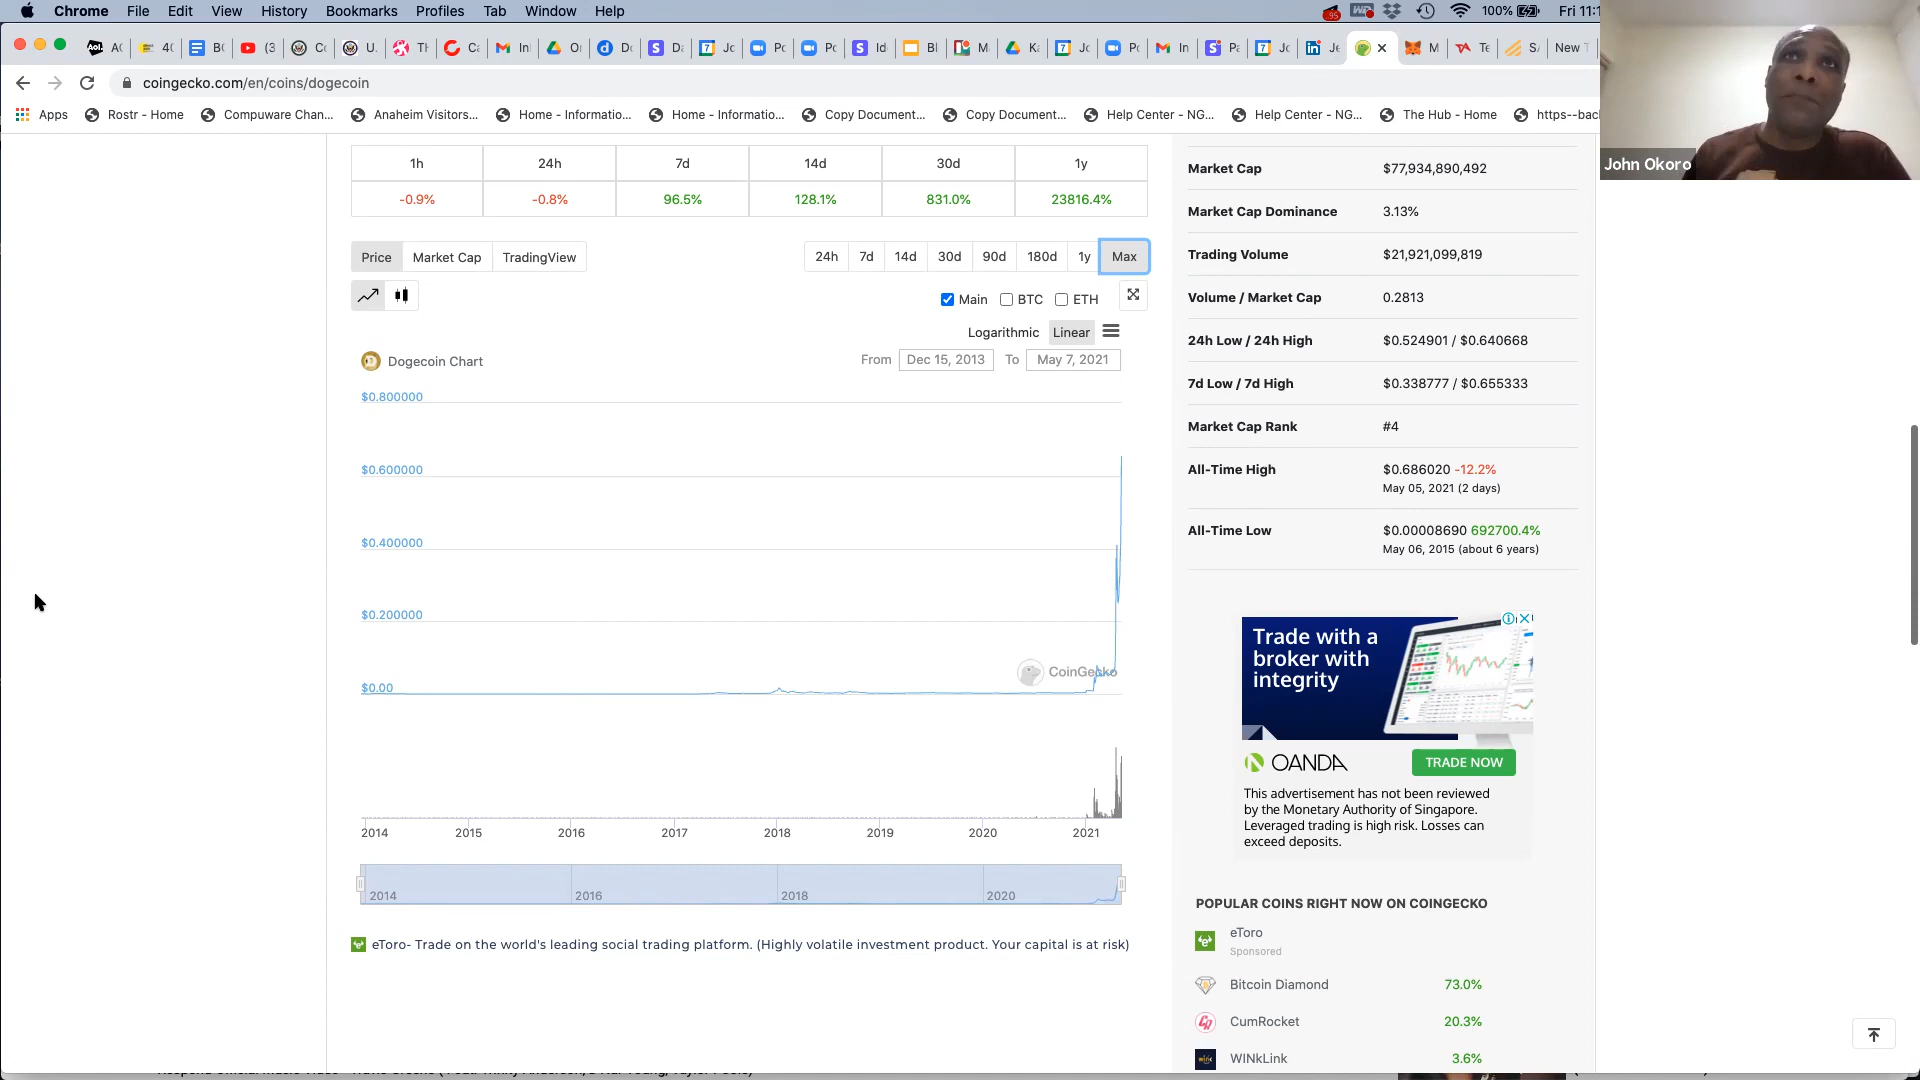 Chrome File Edit View History Bookmarks Profiles Tab Window Help
100%
coingecko.com/en/coins/dogecoin
New
Apps
Rostr - Home
Compuware Chan...
Anaheim Visitors...
Home - Informatio...
Home - Informatio...
Copy Document...
Copy Document...
Help Center - NG...
Help Center - NG...
The Hub - Home
John Okoro
1h 24h 7d 14d 30d 1y
-0.9% -0.8% 96.5% 128.1% 831.0% 23816.4%
Price Market Cap TradingView
24h 7d 14d 30d 90d 180d 1y Max
Main BTC ETH
Logarithmic Linear
Dogecoin Chart
From Dec 15, 2013 To May 7, 2021
$0.800000
$0.600000
$0.400000
$0.200000
$0.00
CoinGecko
2014 2015 2016 2017 2018 2019 2020 2021
2014 2016 2018 2020
eToro- Trade on the world's leading social trading platform. (Highly volatile investment product. Your capital is at risk)
Market Cap $77,934,890,492
Market Cap Dominance 3.13%
Trading Volume $21,921,099,819
Volume / Market Cap 0.2813
24h Low / 24h High $0.524901 / $0.640668
7d Low / 7d High $0.338777 / $0.655333
Market Cap Rank #4
All-Time High $0.686020 -12.2%
May 05, 2021 (2 days)
All-Time Low $0.00008690 692700.4%
May 06, 2015 (about 6 years)
Trade with a
broker with
integrity
OANDA
TRADE NOW
This advertisement has not been reviewed
by the Monetary Authority of Singapore.
Leveraged trading is high risk. Losses can
exceed deposits.
POPULAR COINS RIGHT NOW ON COINGECKO
eToro
Sponsored
Bitcoin Diamond 73.0%
CumRocket 20.3%
WINkLink 3.6%